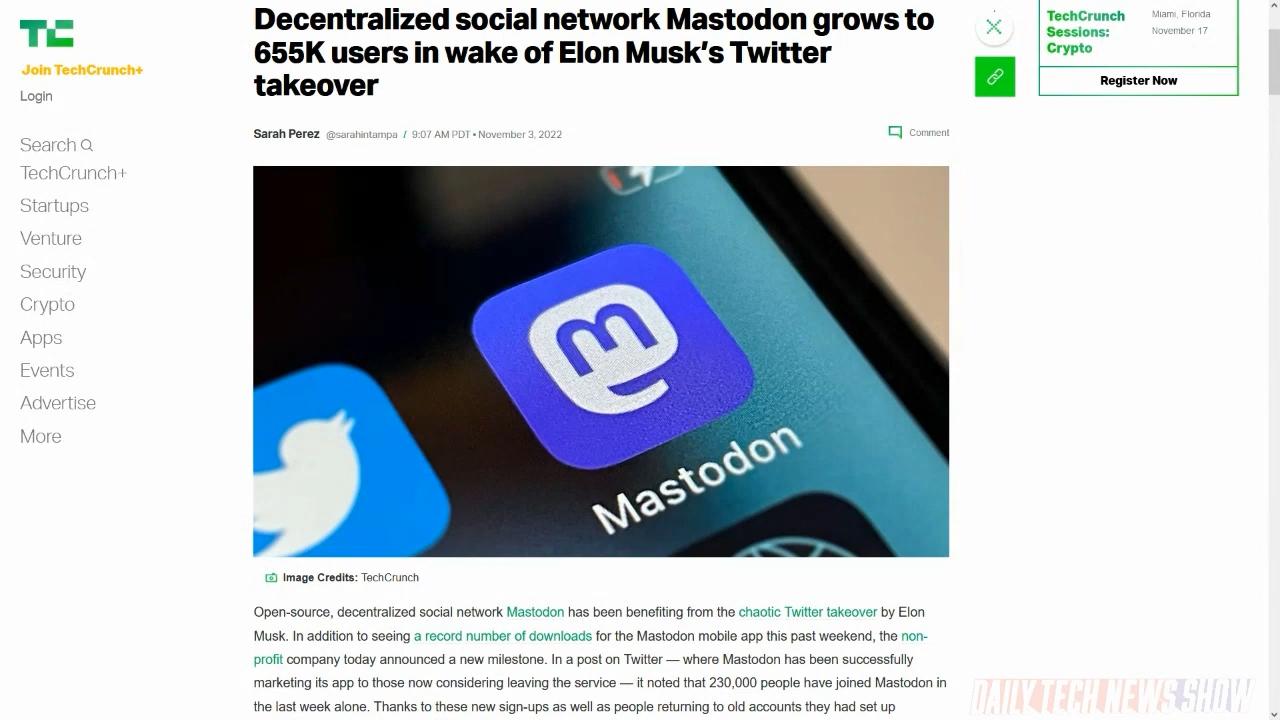 TC
Join TechCrunch+
Login
Search
TechCrunch+
Startups
Venture
Security
Crypto
Apps
Events
Advertise
More
Decentralized social network Mastodon grows to
655K users in wake of Elon Musk’s Twitter
takeover
Sarah Perez @sarahintampa / 9:07 AM PDT • November 3, 2022
Comment
Mastodon
Image Credits: TechCrunch
Open-source, decentralized social network Mastodon has been benefiting from the chaotic Twitter takeover by Elon
Musk. In addition to seeing a record number of downloads for the Mastodon mobile app this past weekend, the non-
profit company today announced a new milestone. In a post on Twitter — where Mastodon has been successfully
marketing its app to those now considering leaving the service — it noted that 230,000 people have joined Mastodon in
the last week alone. Thanks to these new sign-ups as well as people returning to old accounts they had set up
TechCrunch
Sessions:
Crypto
Miami, Florida
November 17
Register Now
DAILY TECH NEWS SHOW